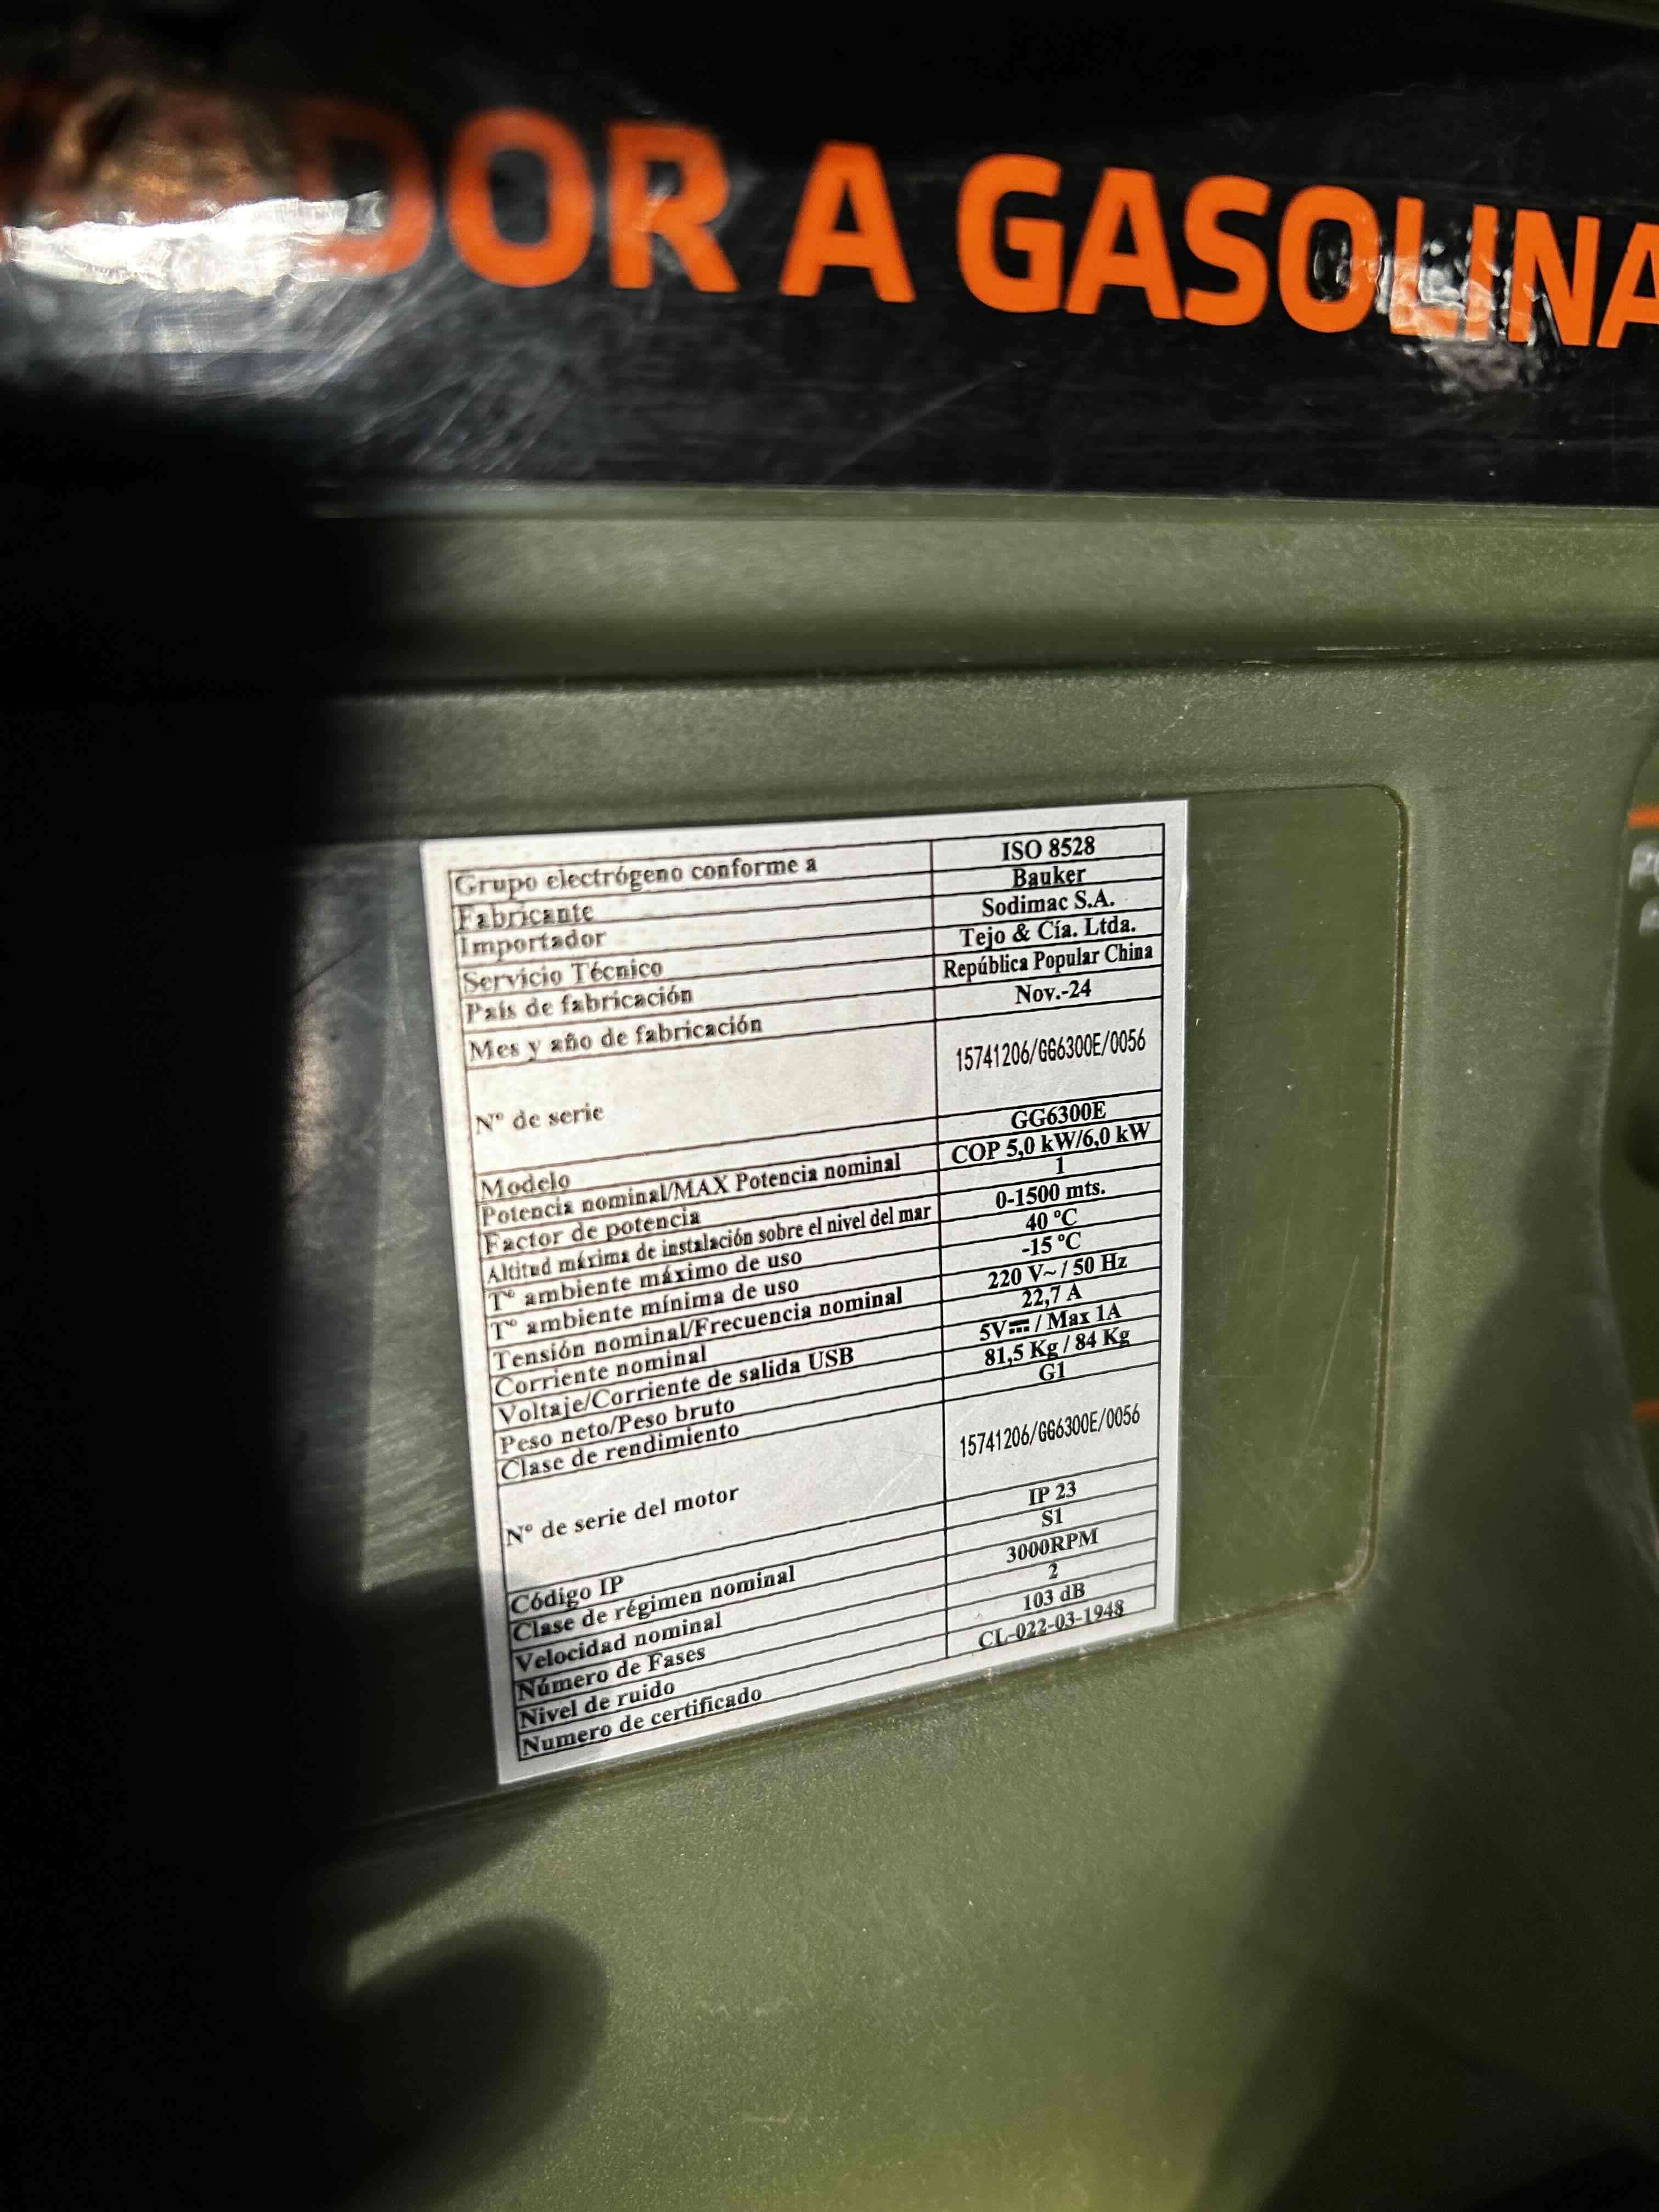 DOR A GASOLINA
Grupo electrógeno conforme a ISO 8528
Fabricante Bauker
Importador Sodimac S.A.
Servicio Técnico Tejo & Cía. Ltda.
País de fabricación República Popular China
Mes y año de fabricación Nov.-24
N° de serie 15741206/GG6300E/0056
Modelo GG6300E
Potencia nominal/MAX Potencia nominal COP 5,0 kW/6,0 kW
Factor de potencia 1
Altitud máxima de instalación sobre el nivel del mar 0-1500 mts.
T° ambiente máximo de uso 40 °C
T° ambiente mínima de uso -15 °C
Tensión nominal/Frecuencia nominal 220 V~ / 50 Hz
Corriente nominal 22,7 A
Voltaje/Corriente de salida USB 5V⎓ / Max 1A
Peso neto/Peso bruto 81,5 Kg / 84 Kg
Clase de rendimiento G1
N° de serie del motor 15741206/GG6300E/0056
Código IP IP 23
Clase de régimen nominal S1
Velocidad nominal 3000RPM
Número de Fases 2
Nivel de ruido 103 dB
Numero de certificado CL-022-03-1948